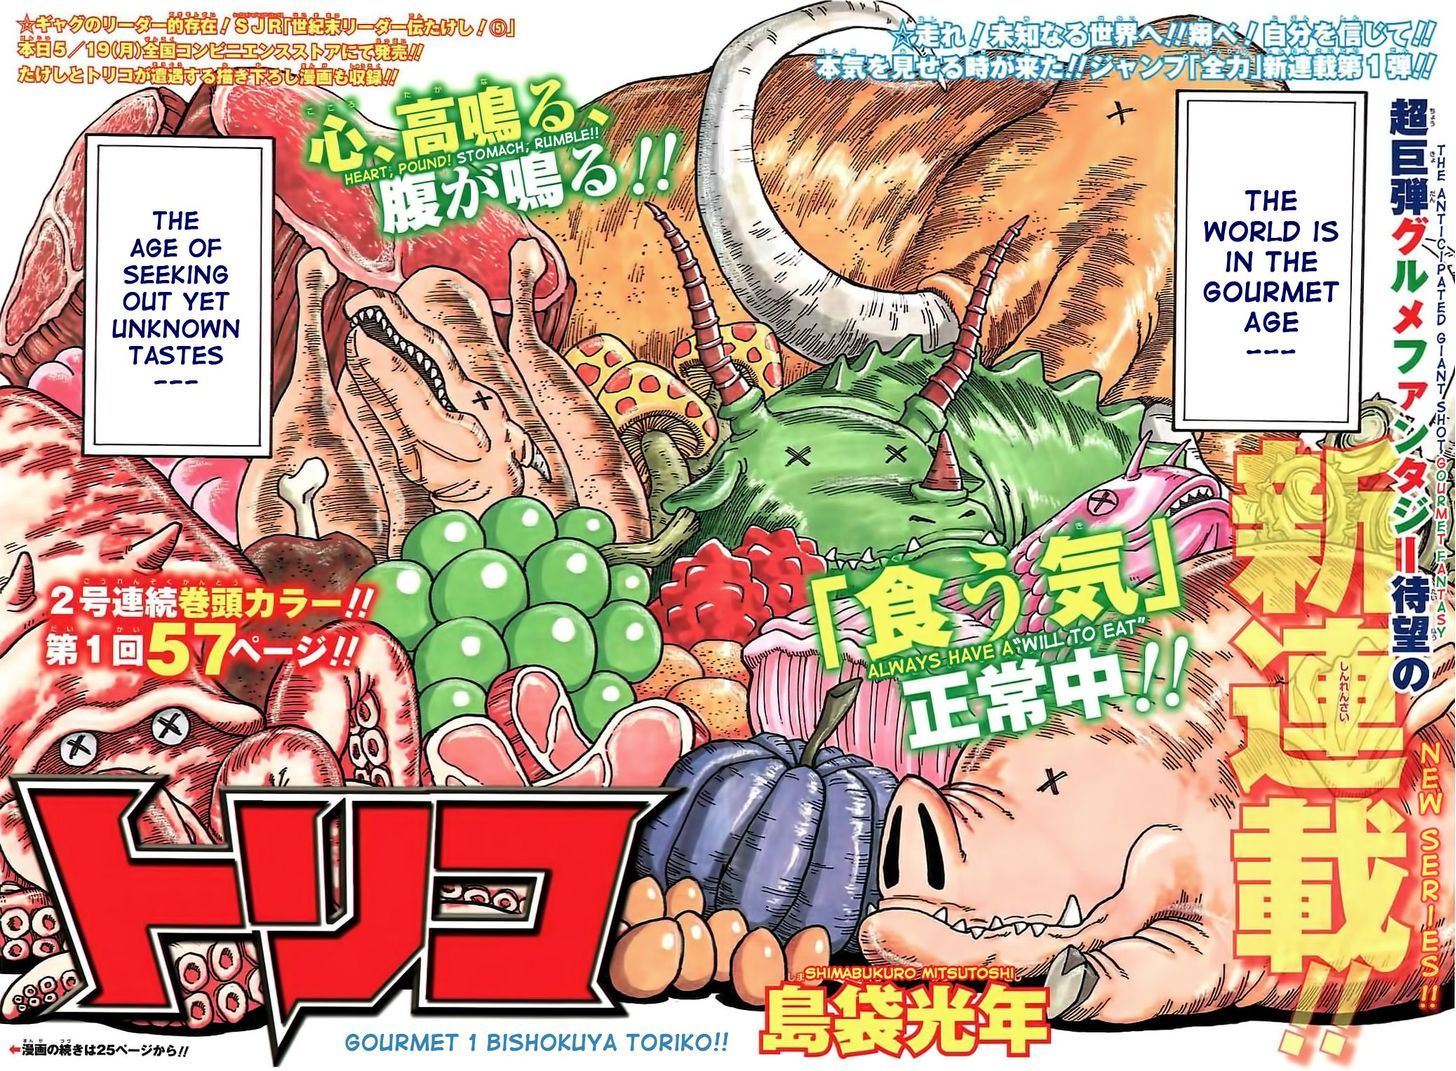 ☆走れ！未知なる世界へ!!翔べ！自分を信じて!!
本気を見せる時が来た!!ジャンプ「全力」新連載第１弾!!
☆ギャグのリーダー的存在！ＳＪＲ「世紀末リーダー伝たけし！⑤」
本日５／19(月)全国コンビニエンスストアにて発売!!
たけしとトリコが遭遇する描き下ろし漫画も収録!!
超巨弾グルメファンタジー待望の
THE ANTICIPATED GIANT SHOT GOURMET FANTASY
新連載!!
しんれんさい
NEW SERIES!!
THE
WORLD IS
IN THE
GOURMET
AGE
---
心、高鳴る、
HEART, POUND! STOMACH, RUMBLE!!
腹が鳴る!!
THE
AGE OF
SEEKING
OUT YET
UNKNOWN
TASTES
---
「食う気」
ALWAYS HAVE A "WILL TO EAT"
正常中!!
２号連続巻頭カラー!!
第１回57ページ!!
トリコ
GOURMET 1 BISHOKUYA TORIKO!!
SHIMABUKURO MITSUTOSHI
島袋光年
←漫画の続きは25ページから!!